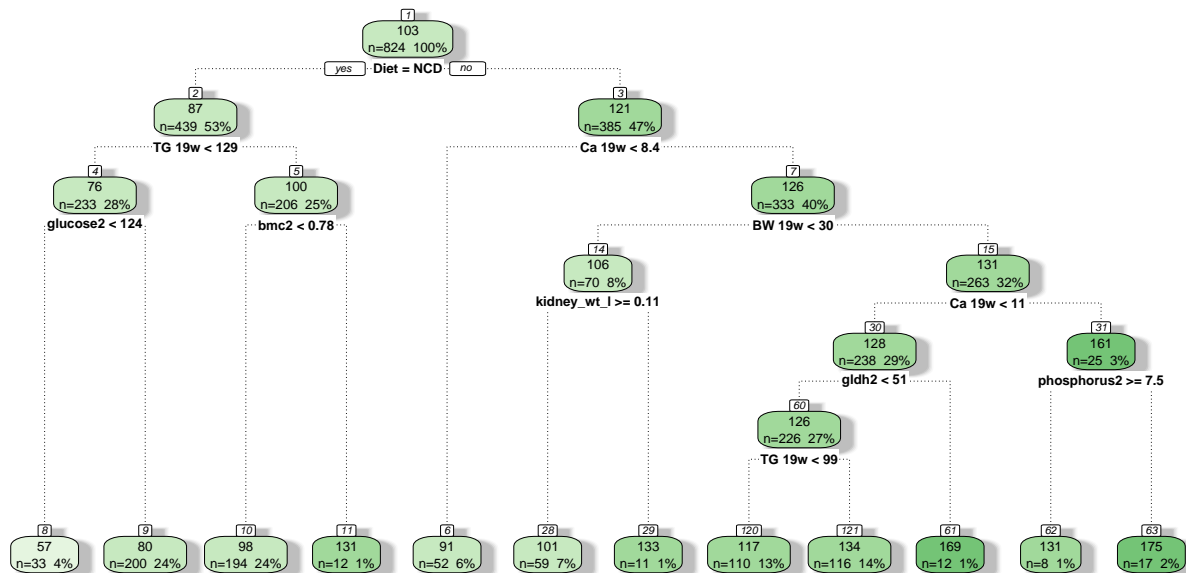 1
103
n=824 100%
yes Diet = NCD no
2 3
87 121
n=439 53% n=385 47%
TG 19w < 129 Ca 19w < 8.4
4 5 7
76 100 126
n=233 28% n=206 25% n=333 40%
glucose2 < 124 bmc2 < 0.78 BW 19w < 30
14 15
106 131
n=70 8% n=263 32%
kidney_wt_l >= 0.11 Ca 19w < 11
30 31
128 161
n=238 29% n=25 3%
gldh2 < 51 phosphorus2 >= 7.5
60
126
n=226 27%
TG 19w < 99
8 9 10 11 6 28 29 120 121 61 62 63
57 80 98 131 91 101 133 117 134 169 131 175
n=33 4% n=200 24% n=194 24% n=12 1% n=52 6% n=59 7% n=11 1% n=110 13% n=116 14% n=12 1% n=8 1% n=17 2%